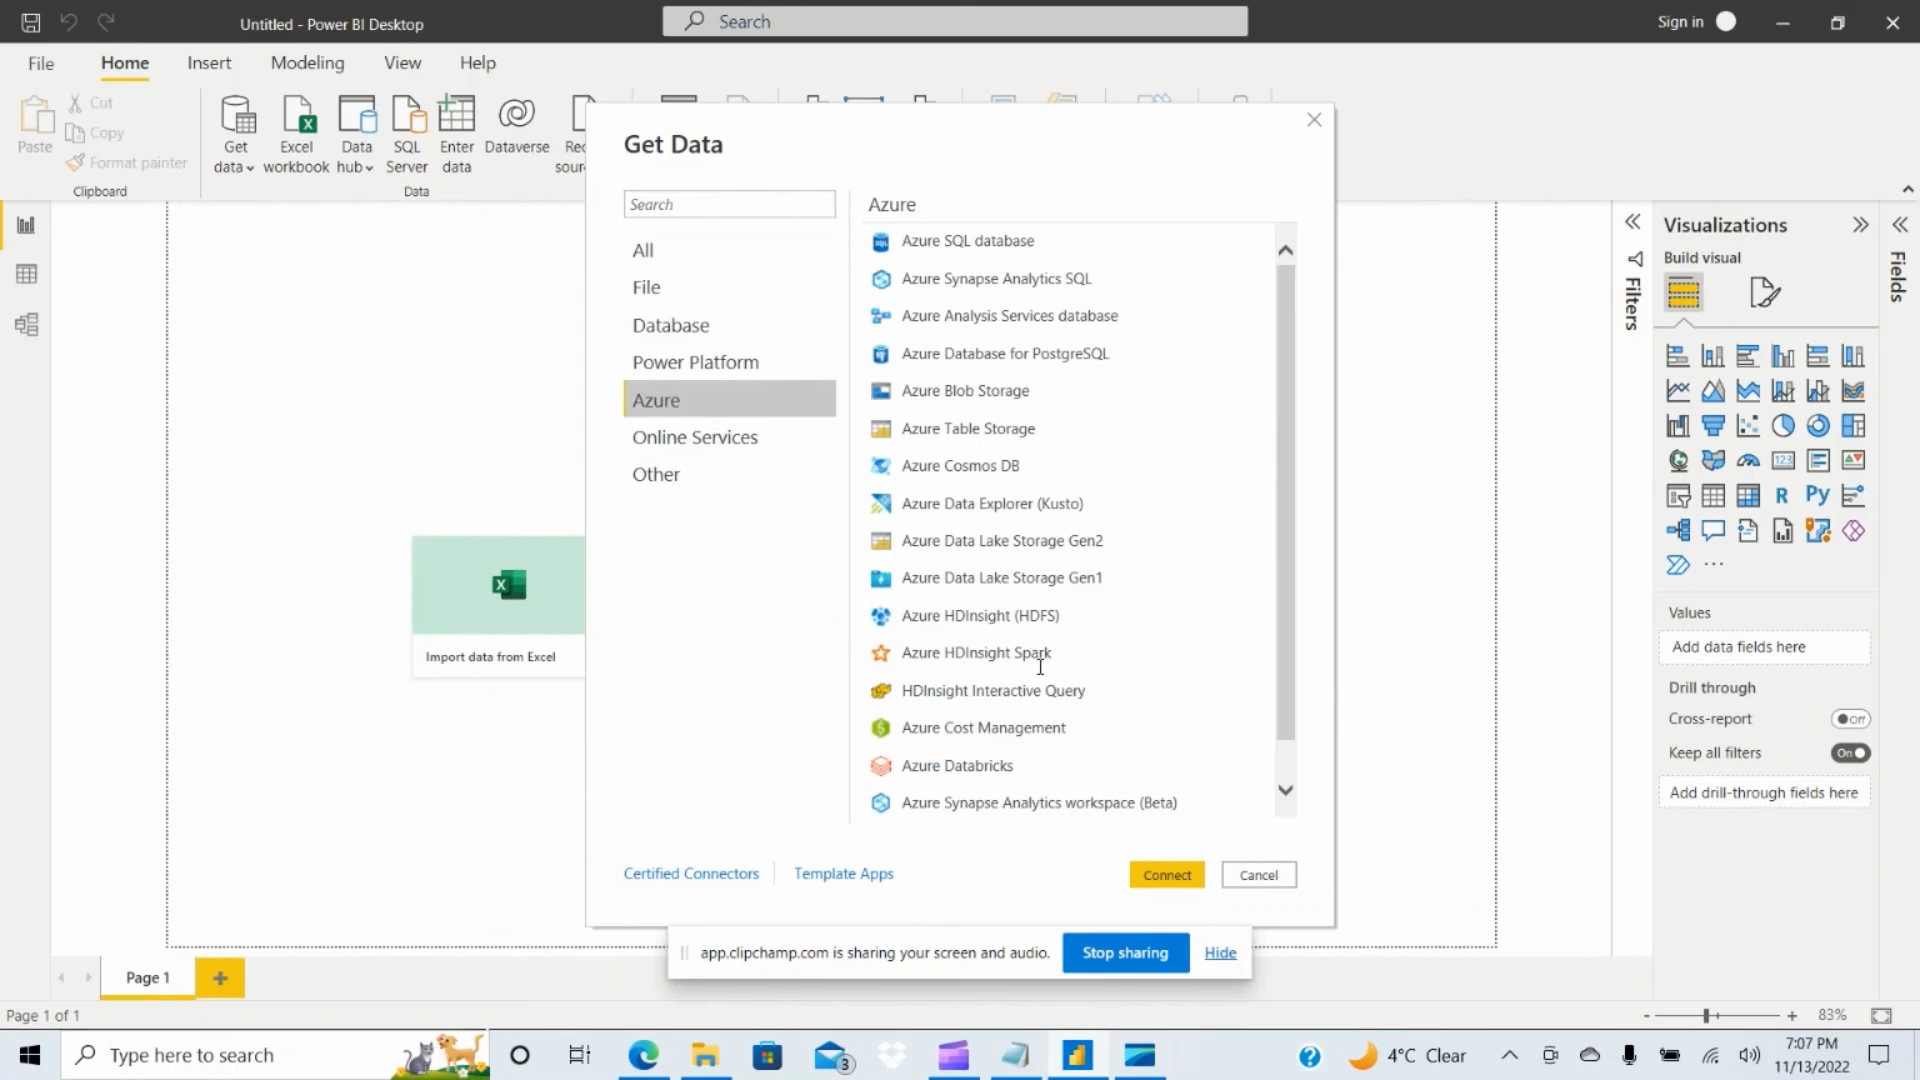 Untitled - Power BI Desktop
Search
Sign in
File
Home
Insert
Modeling
View
Help
Paste
Cut
Copy
Format painter
Clipboard
Get data
Excel workbook
Data hub
SQL Server
Enter data
Dataverse
Data
Get Data
Search
All
File
Database
Power Platform
Azure
Online Services
Other
Azure
Azure SQL database
Azure Synapse Analytics SQL
Azure Analysis Services database
Azure Database for PostgreSQL
Azure Blob Storage
Azure Table Storage
Azure Cosmos DB
Azure Data Explorer (Kusto)
Azure Data Lake Storage Gen2
Azure Data Lake Storage Gen1
Azure HDInsight (HDFS)
Azure HDInsight Spark
HDInsight Interactive Query
Azure Cost Management
Azure Databricks
Azure Synapse Analytics workspace (Beta)
Certified Connectors
Template Apps
Connect
Cancel
Import data from Excel
Filters
Visualizations
Build visual
123
R
Py
...
Values
Add data fields here
Drill through
Cross-report
Off
Keep all filters
On
Add drill-through fields here
Fields
app.clipchamp.com is sharing your screen and audio.
Stop sharing
Hide
Page 1
Page 1 of 1
83%
Type here to search
3
4°C Clear
7:07 PM
11/13/2022